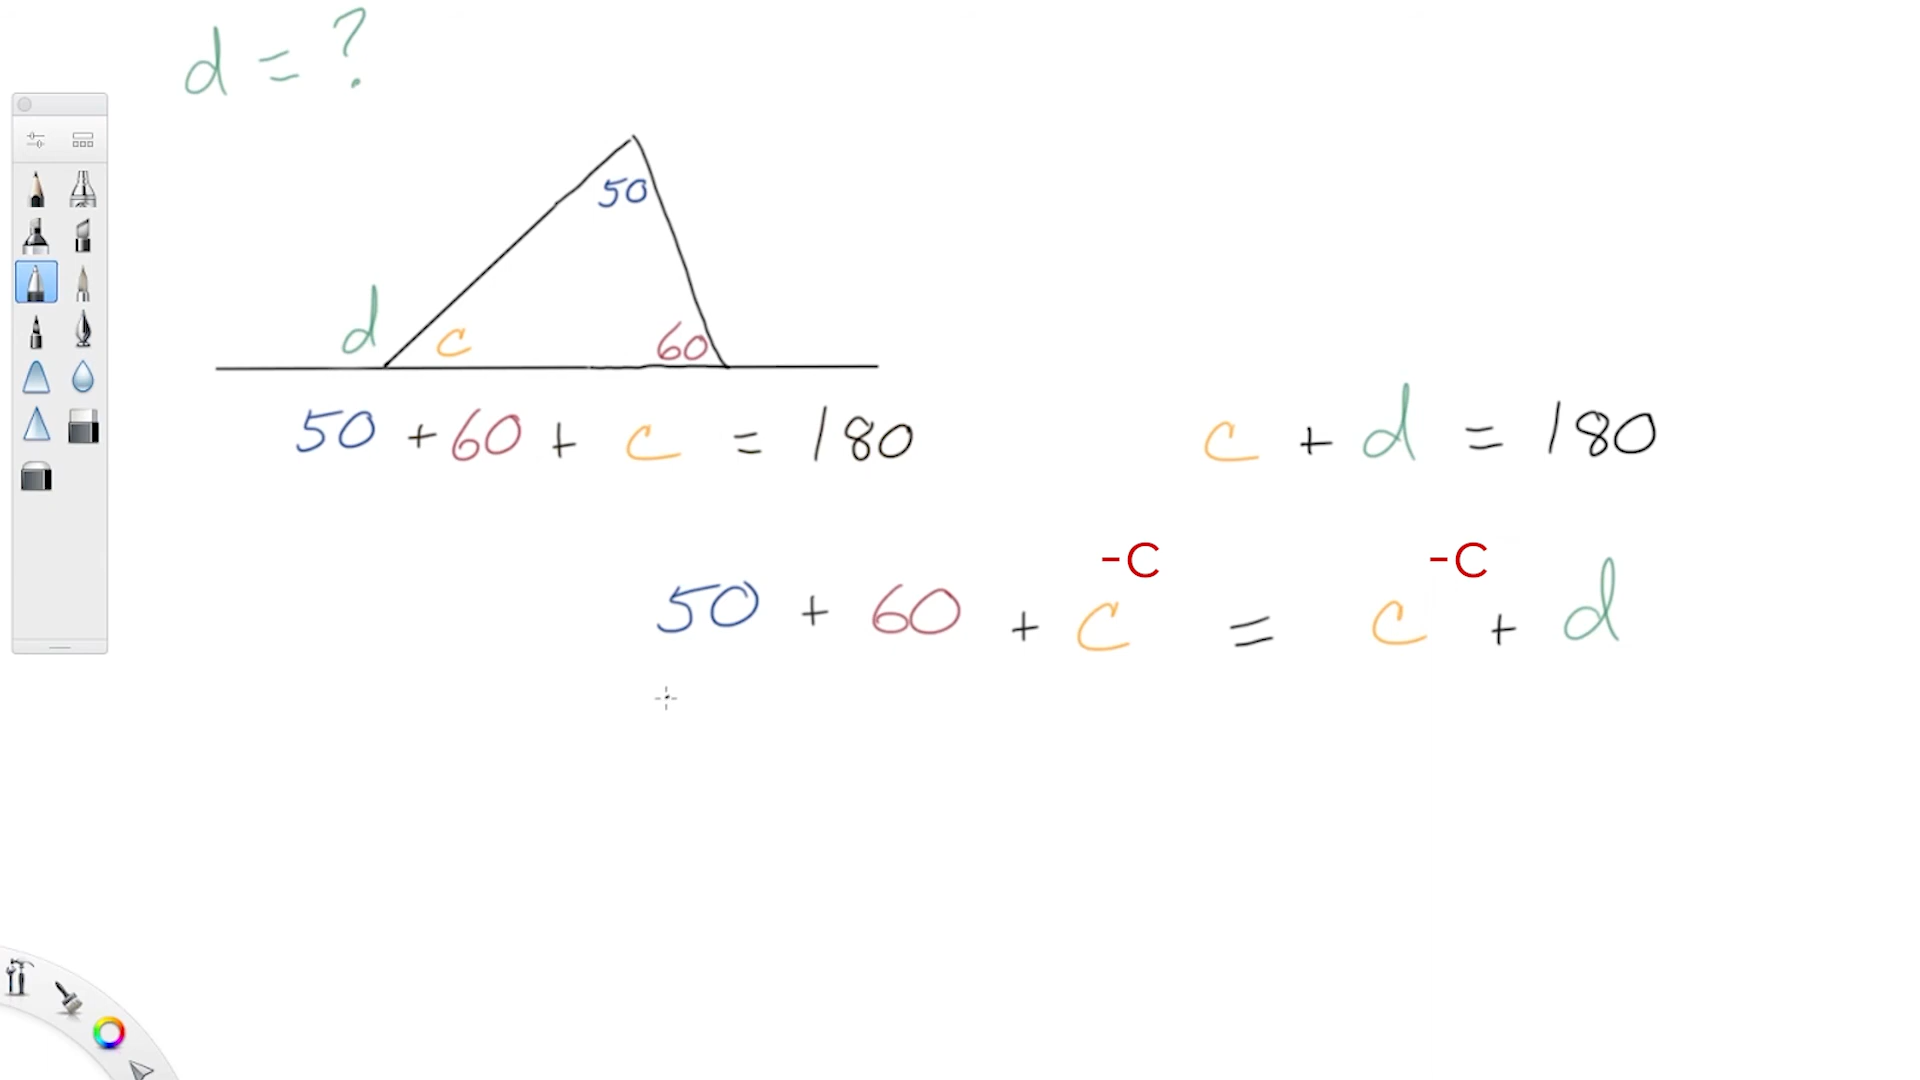 d = ?
50
d c 60
50 + 60 + c = 180
c + d = 180
-C -C
50 + 60 + c = c + d